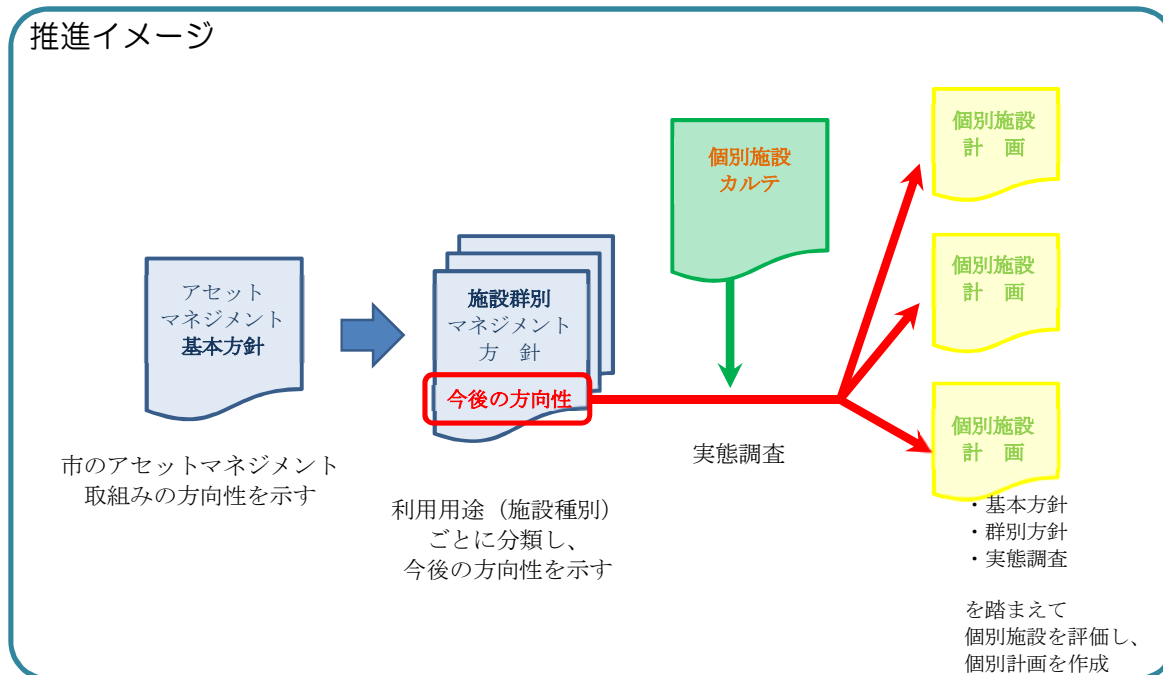 推進イメージ
アセット
マネジメント
基本方針
市のアセットマネジメント
取組みの方向性を示す
施設群別
マネジメント
方　針
今後の方向性
利用用途（施設種別）
ごとに分類し、
今後の方向性を示す
個別施設
カルテ
実態調査
個別施設
計　画
個別施設
計　画
個別施設
計　画
・基本方針
・群別方針
・実態調査
を踏まえて
個別施設を評価し、
個別計画を作成